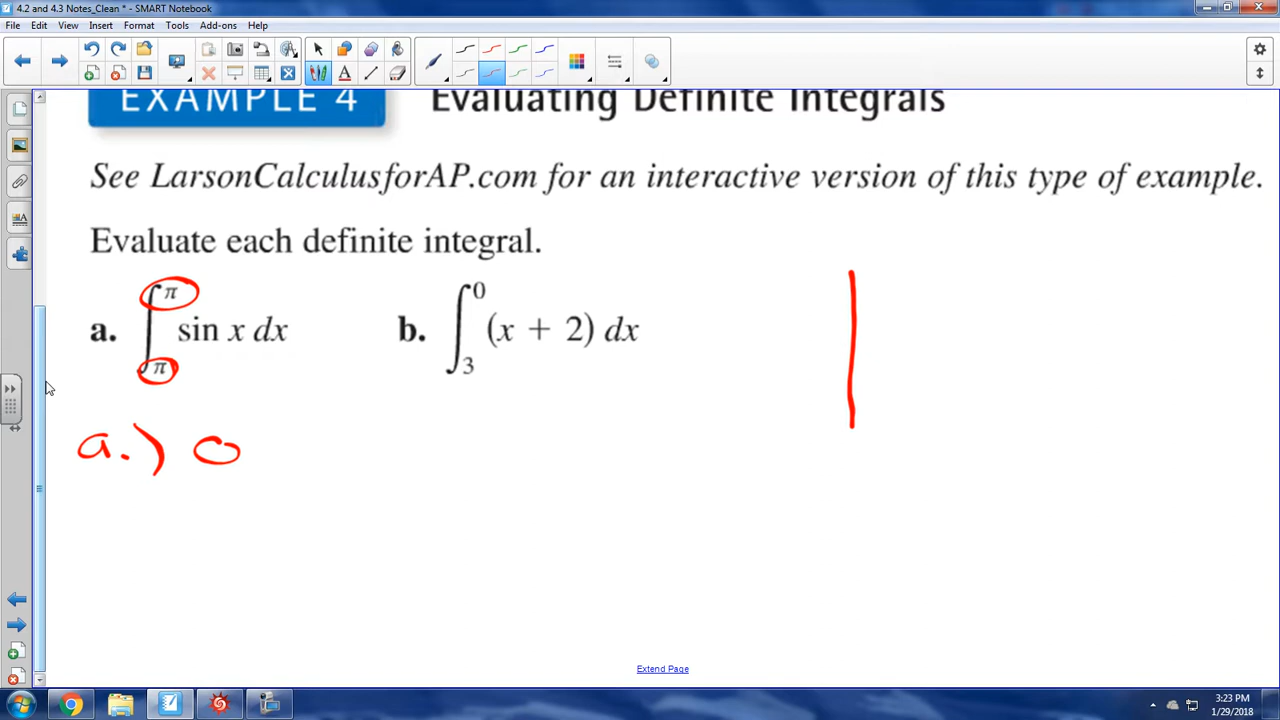 4.2 and 4.3 Notes_Clean * - SMART Notebook
File Edit View Insert Format Tools Add-ons Help
EXAMPLE 4 Evaluating Definite Integrals
See LarsonCalculusforAP.com for an interactive version of this type of example.
Evaluate each definite integral.
a. ∫_π^π sin x dx b. ∫_3^0 (x + 2) dx
a.) 0
Extend Page
3:23 PM
1/29/2018